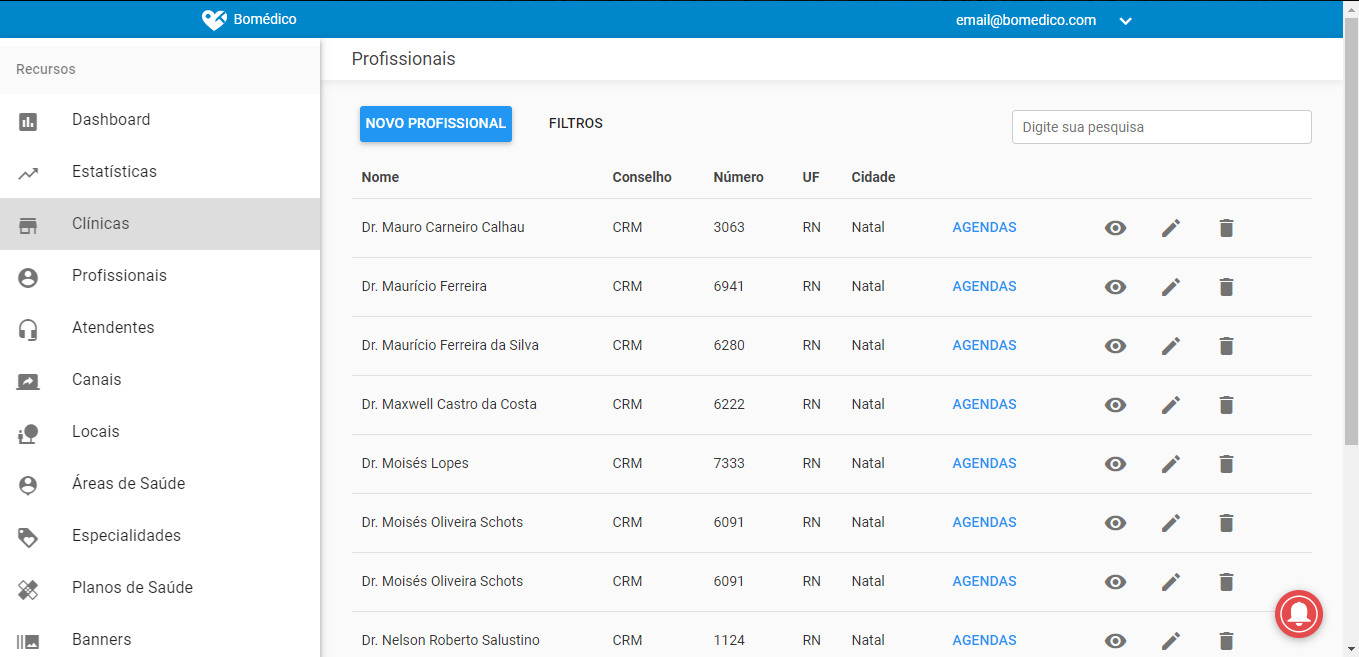 Bomédico
email@bomedico.com
Recursos
Dashboard
Estatísticas
Clínicas
Profissionais
Atendentes
Canais
Locais
Áreas de Saúde
Especialidades
Planos de Saúde
Banners
Profissionais
NOVO PROFISSIONAL FILTROS Digite sua pesquisa
Nome Conselho Número UF Cidade
Dr. Mauro Carneiro Calhau CRM 3063 RN Natal AGENDAS
Dr. Maurício Ferreira CRM 6941 RN Natal AGENDAS
Dr. Maurício Ferreira da Silva CRM 6280 RN Natal AGENDAS
Dr. Maxwell Castro da Costa CRM 6222 RN Natal AGENDAS
Dr. Moisés Lopes CRM 7333 RN Natal AGENDAS
Dr. Moisés Oliveira Schots CRM 6091 RN Natal AGENDAS
Dr. Moisés Oliveira Schots CRM 6091 RN Natal AGENDAS
Dr. Nelson Roberto Salustino CRM 1124 RN Natal AGENDAS